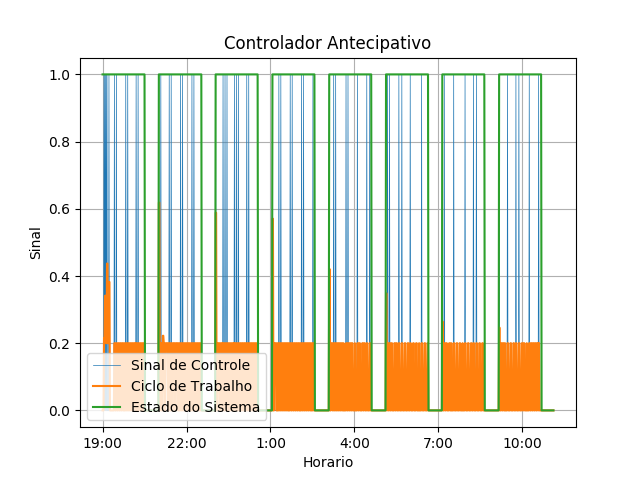 Controlador Antecipativo
1.0
0.8
0.6
0.4
0.2
0.0
Sinal
Sinal de Controle
Ciclo de Trabalho
Estado do Sistema
19:00 22:00 1:00 4:00 7:00 10:00
Horario